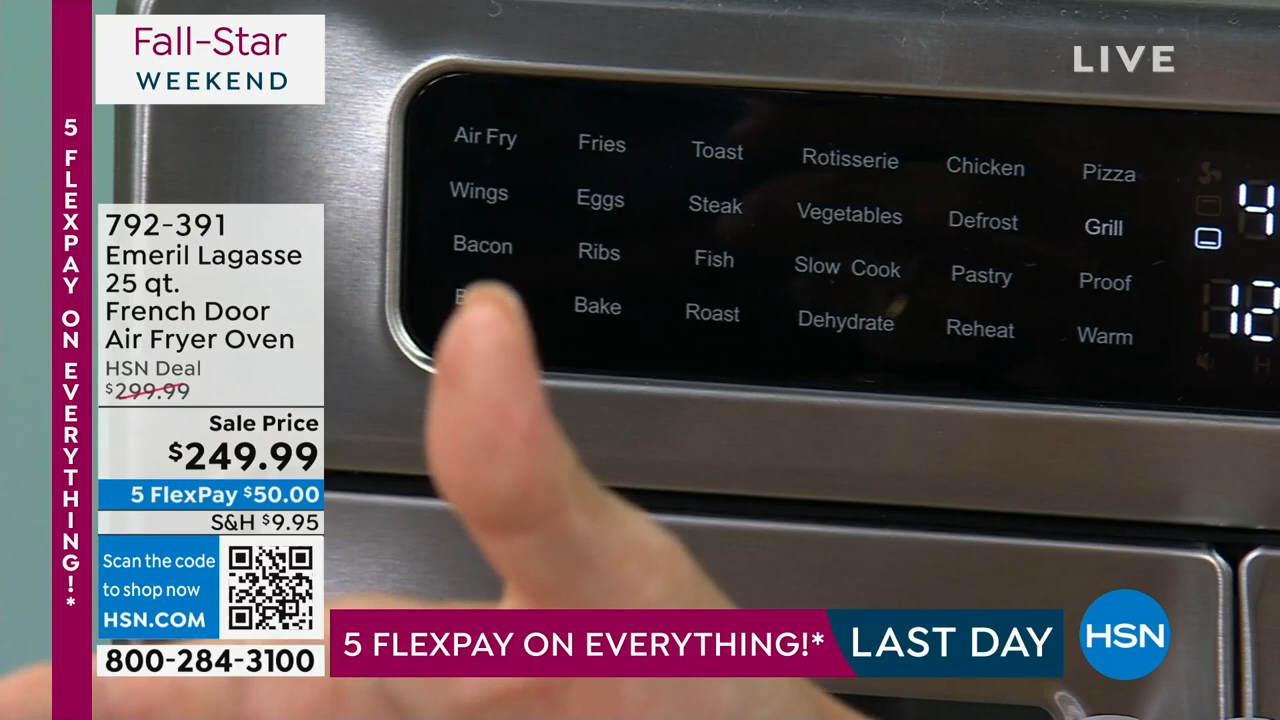 Fall-Star
WEEKEND
LIVE
5 FLEXPAY ON EVERYTHING!*
792-391
Emeril Lagasse
25 qt.
French Door
Air Fryer Oven
HSN Deal
$299.99
Sale Price
$249.99
5 FlexPay $50.00
S&H $9.95
Scan the code
to shop now
HSN.COM
800-284-3100
Air Fry Fries Toast Rotisserie Chicken Pizza
Wings Eggs Steak Vegetables Defrost Grill
Bacon Ribs Fish Slow Cook Pastry Proof
Bake Roast Dehydrate Reheat Warm
4
12
H
5 FLEXPAY ON EVERYTHING!*
LAST DAY
HSN